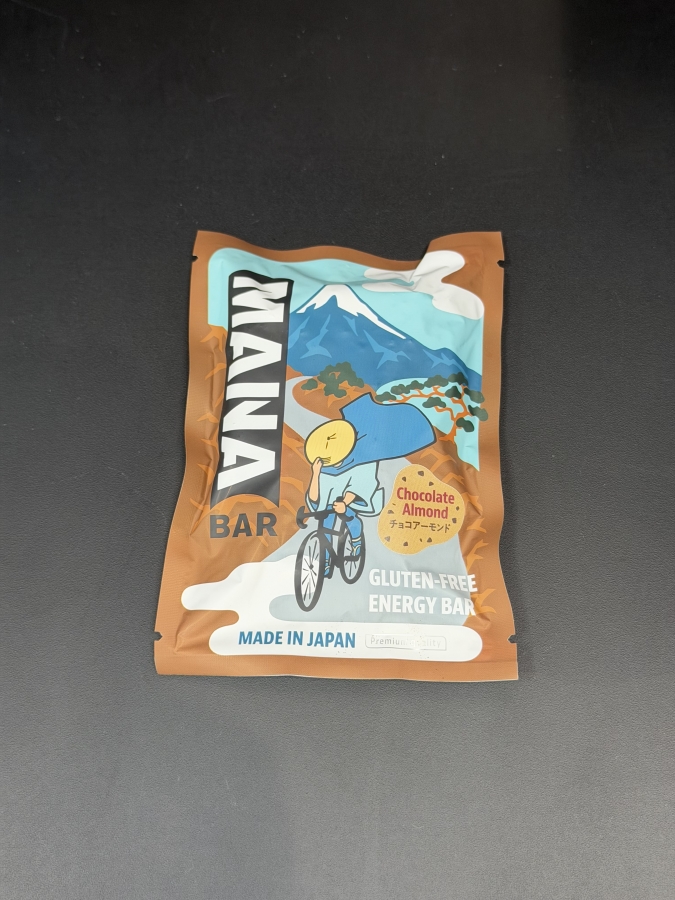 MANA
BAR
Chocolate
Almond
チョコアーモンド
GLUTEN-FREE
ENERGY BAR
MADE IN JAPAN
Premium